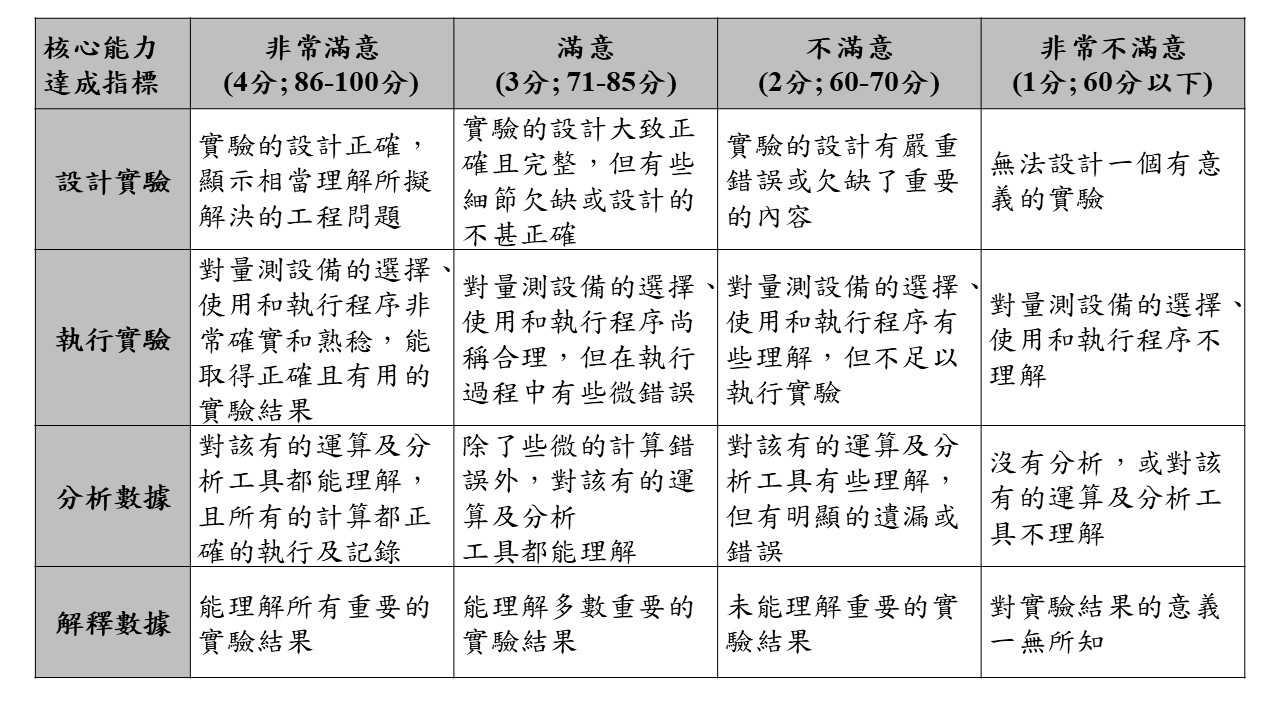 核心能力
達成指標
非常滿意
(4分; 86-100分)
滿意
(3分; 71-85分)
不滿意
(2分; 60-70分)
非常不滿意
(1分; 60分以下)
設計實驗
實驗的設計正確，
顯示相當理解所擬
解決的工程問題
實驗的設計大致正
確且完整，但有些
細節欠缺或設計的
不甚正確
實驗的設計有嚴重
錯誤或欠缺了重要
的內容
無法設計一個有意
義的實驗
執行實驗
對量測設備的選擇、
使用和執行程序非
常確實和熟稔，能
取得正確且有用的
實驗結果
對量測設備的選擇、
使用和執行程序尚
稱合理，但在執行
過程中有些微錯誤
對量測設備的選擇、
使用和執行程序有
些理解，但不足以
執行實驗
對量測設備的選擇、
使用和執行程序不
理解
分析數據
對該有的運算及分
析工具都能理解，
且所有的計算都正
確的執行及記錄
除了些微的計算錯
誤外，對該有的運
算及分析
工具都能理解
對該有的運算及分
析工具有些理解，
但有明顯的遺漏或
錯誤
沒有分析，或對該
有的運算及分析工
具不理解
解釋數據
能理解所有重要的
實驗結果
能理解多數重要的
實驗結果
未能理解重要的實
驗結果
對實驗結果的意義
一無所知